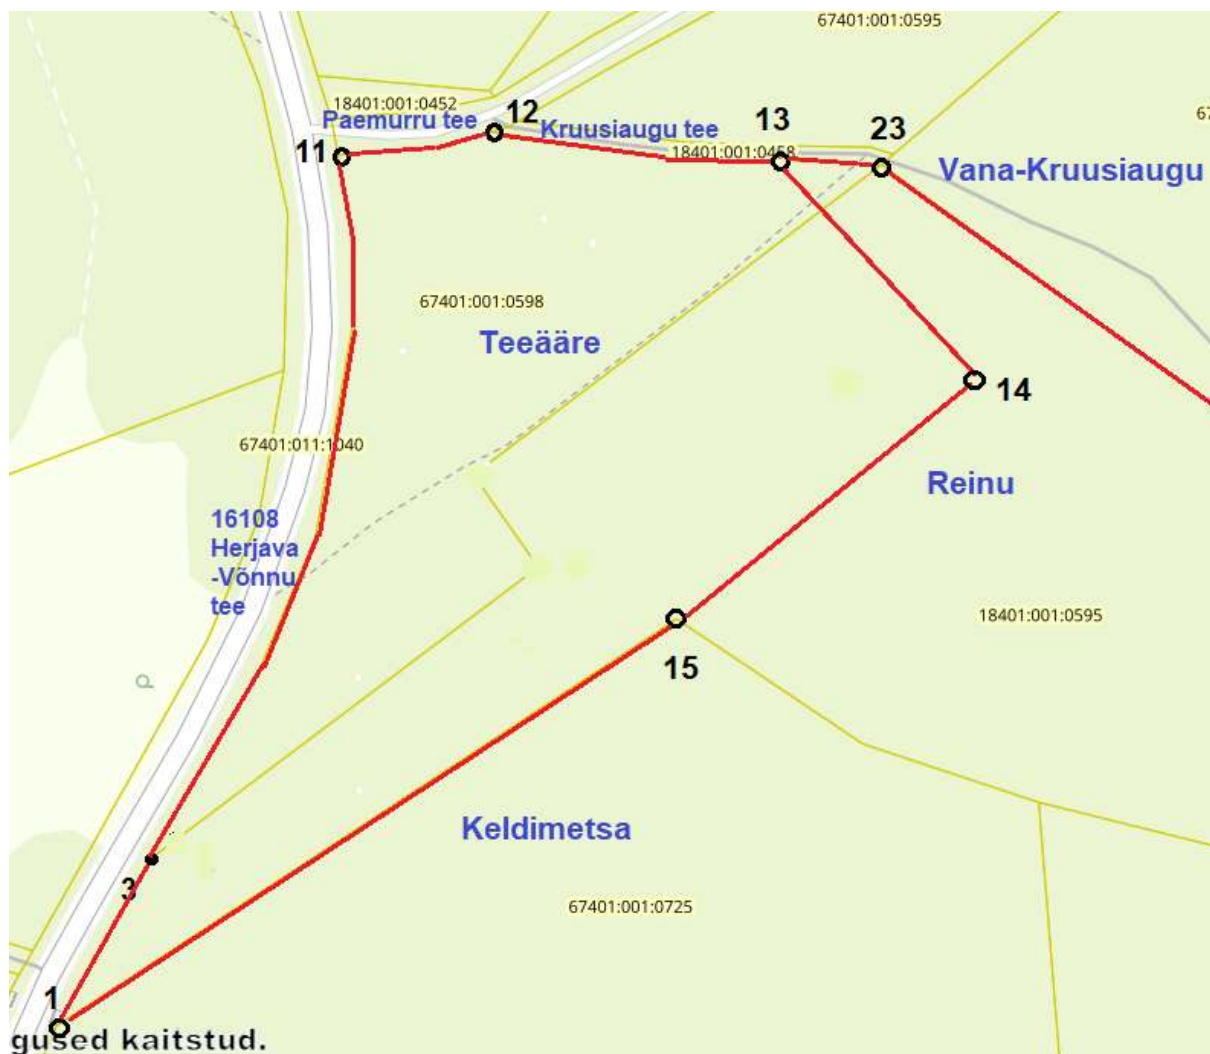 67401:001:0595
18401:001:0452
12
Paemurru tee
Kruusiaugu tee
13
23
11
18401:001:0458
Vana-Kruusiaugu
67401:001:0598
Teeääre
14
67401:011:1040
Reinu
16108
Herjava
-Võnnu
tee
18401:001:0595
15
P
Keldimetsa
3
67401:001:0725
1
gused kaitstud.